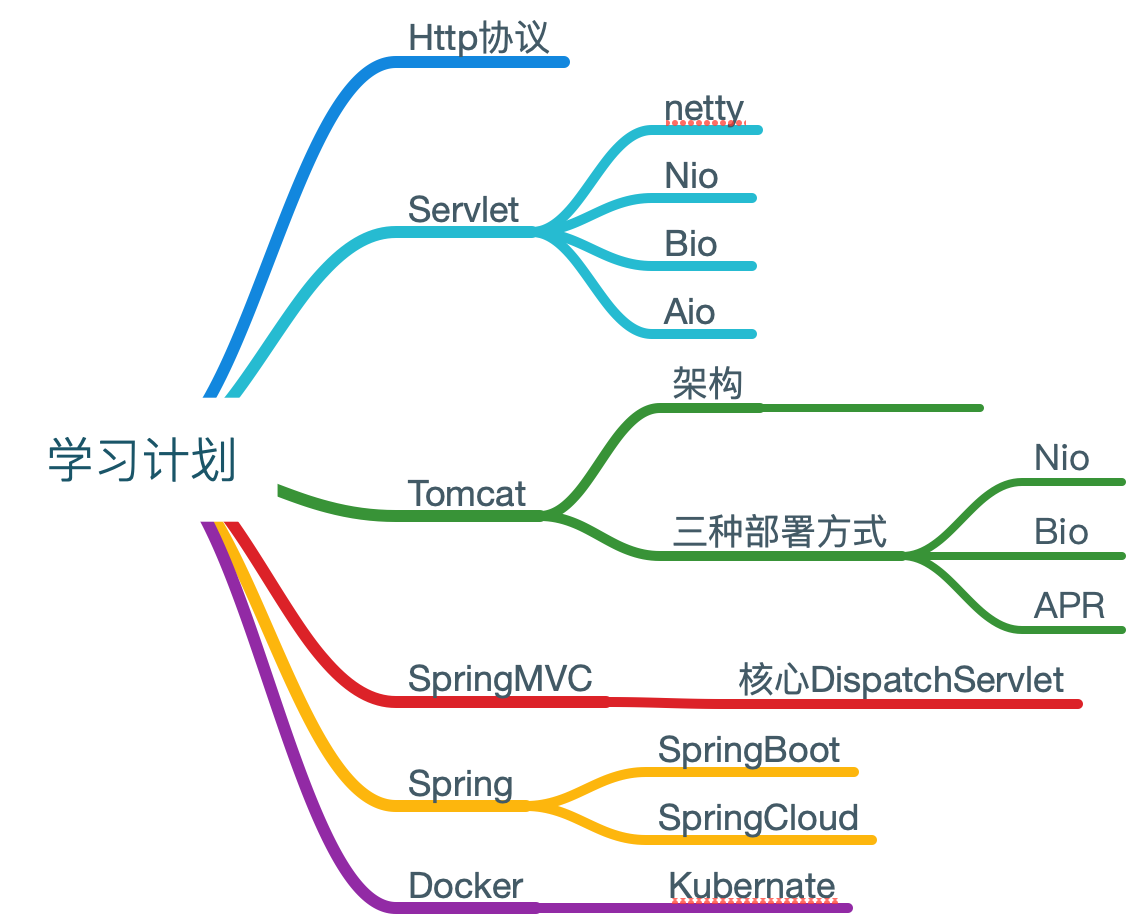 Http协议
netty
Nio
Servlet
Bio
Aio
架构
学习计划
Nio
Tomcat
三种部署方式
Bio
APR
SpringMVC
核心DispatchServlet
SpringBoot
Spring
SpringCloud
Docker
Kubernate